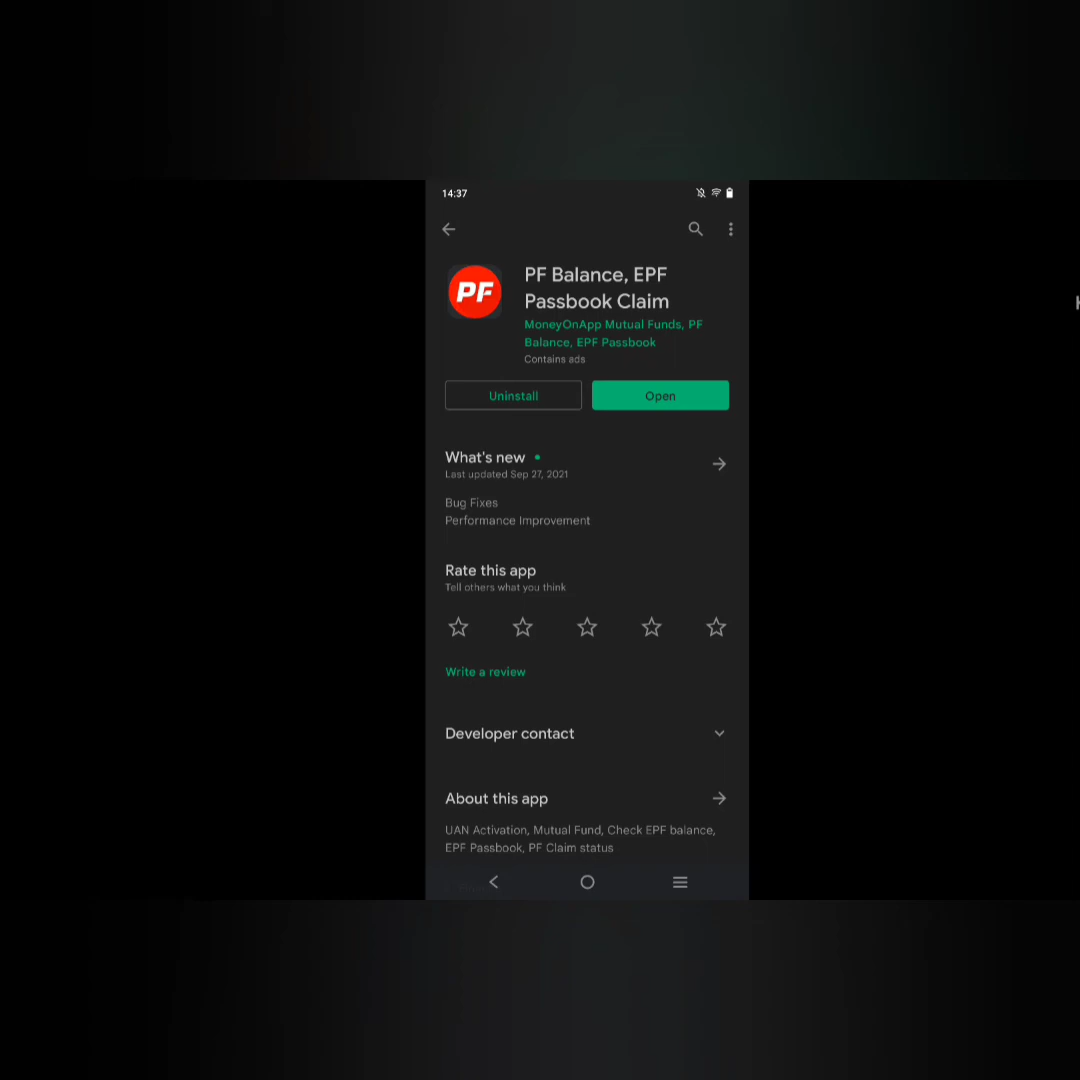 14:37
PF
PF Balance, EPF
Passbook Claim
MoneyOnApp Mutual Funds, PF
Balance, EPF Passbook
Contains ads
Uninstall
Open
What's new
Last updated Sep 27, 2021
Bug Fixes
Performance Improvement
Rate this app
Tell others what you think
Write a review
Developer contact
About this app
UAN Activation, Mutual Fund, Check EPF balance,
EPF Passbook, PF Claim status